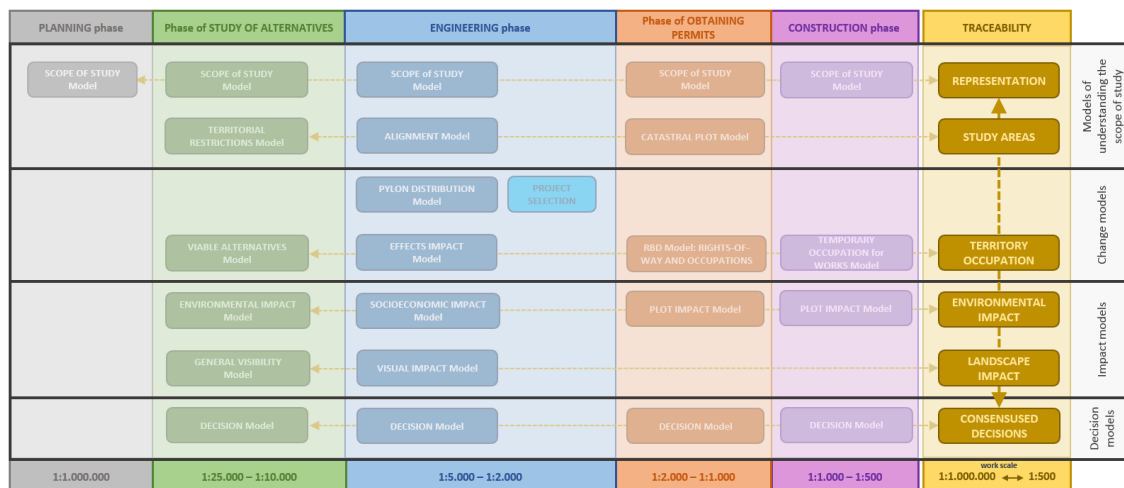 PLANNING phase
Phase of STUDY OF ALTERNATIVES
ENGINEERING phase
Phase of OBTAINING
PERMITS
CONSTRUCTION phase
TRACEABILITY
SCOPE OF STUDY
Model
SCOPE of STUDY
Model
SCOPE of STUDY
Model
SCOPE of STUDY
Model
SCOPE of STUDY
Model
REPRESENTATION
TERRITORIAL
RESTRICTIONS Model
ALIGNMENT Model
CATASTRAL PLOT Model
STUDY AREAS
Models of
understanding the
scope of study
PYLON DISTRIBUTION
Model
PROJECT
SELECTION
VIABLE ALTERNATIVES
Model
EFFECTS IMPACT
Model
RBD Model: RIGHTS-OF-
WAY AND OCCUPATIONS
TEMPORARY
OCCUPATION for
WORKS Model
TERRITORY
OCCUPATION
Change models
ENVIRONMENTAL IMPACT
Model
SOCIOECONOMIC IMPACT
Model
PLOT IMPACT Model
PLOT IMPACT Model
ENVIRONMENTAL
IMPACT
GENERAL VISIBILITY
Model
VISUAL IMPACT Model
LANDSCAPE
IMPACT
Impact models
DECISION Model
DECISION Model
DECISION Model
DECISION Model
CONSENSUSED
DECISIONS
Decision
models
1:1.000.000
1:25.000 – 1:10.000
1:5.000 – 1:2.000
1:2.000 – 1:1.000
1:1.000 – 1:500
work scale
1:1.000.000 ↔ 1:500